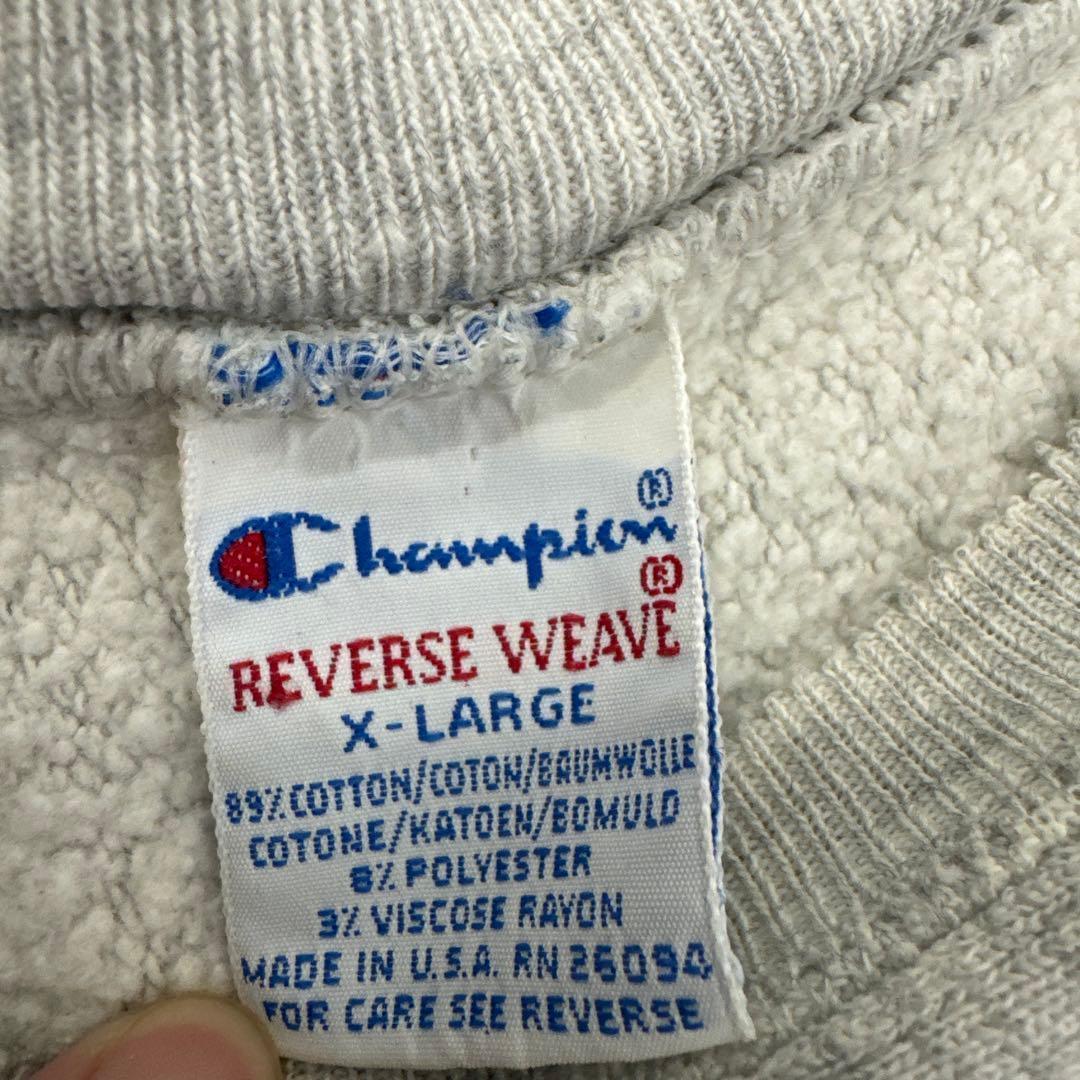 ®
Champion
®
REVERSE WEAVE
X-LARGE
89% COTTON/COTON/BAUMWOLLE
COTONE/KATOEN/BOMULD
8% POLYESTER
3% VISCOSE RAYON
MADE IN U.S.A. RN 26094
FOR CARE SEE REVERSE